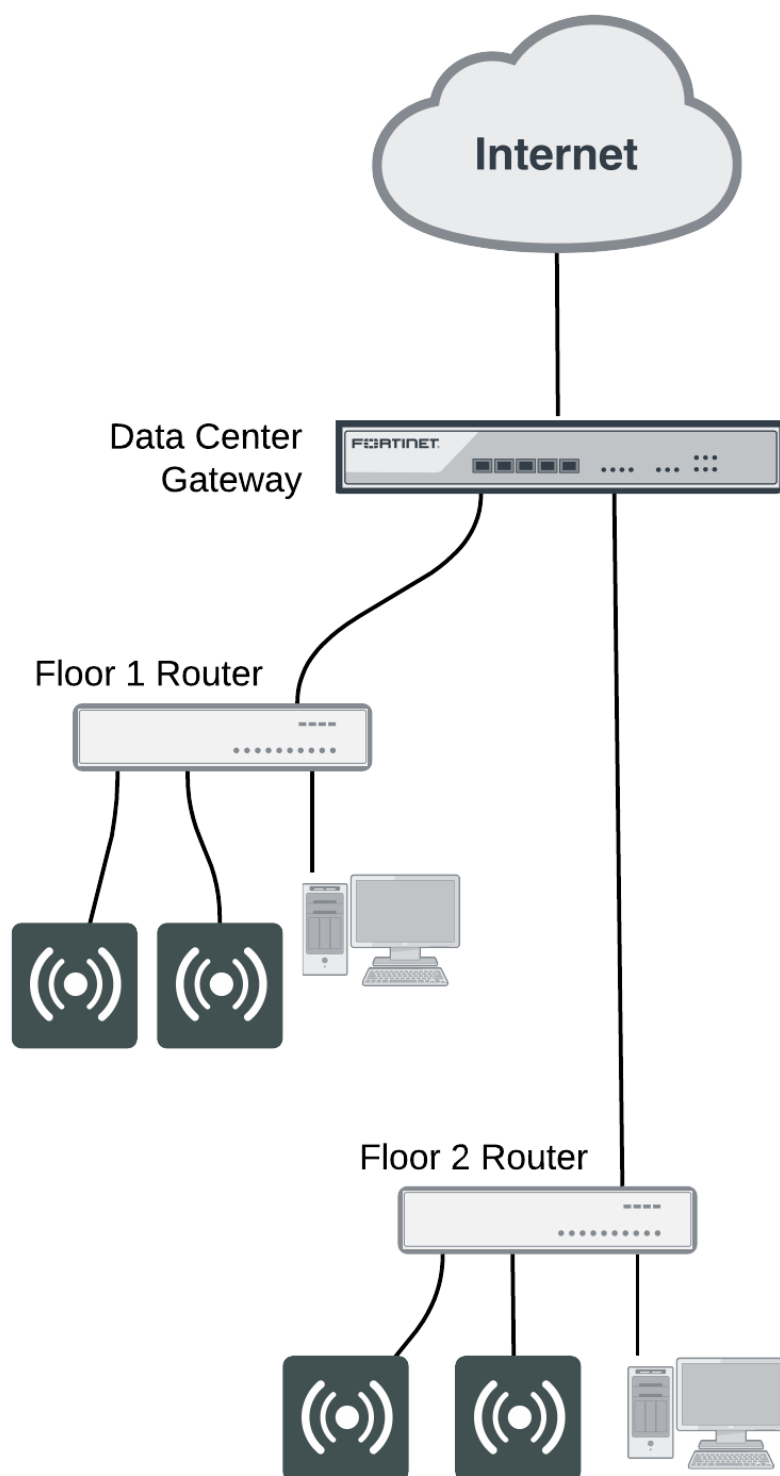 Internet
Data Center
Gateway
FORTINET
Floor 1 Router
Floor 2 Router